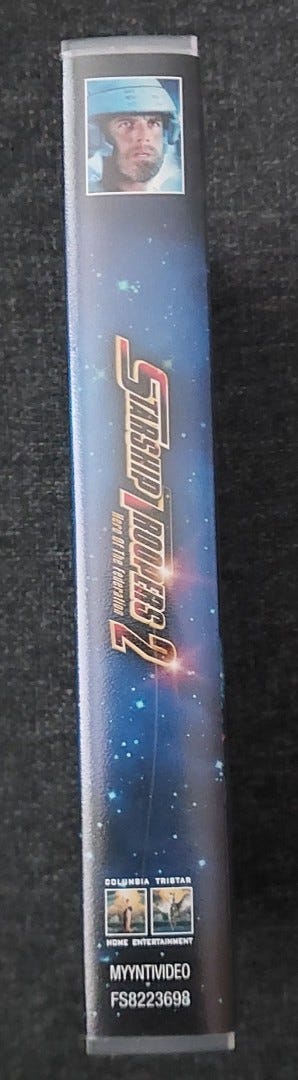 STARSHIP TROOPERS 2
Hero Of The Federation
COLUMBIA TRISTAR
HOME ENTERTAINMENT
MYYNTIVIDEO
FS8223698